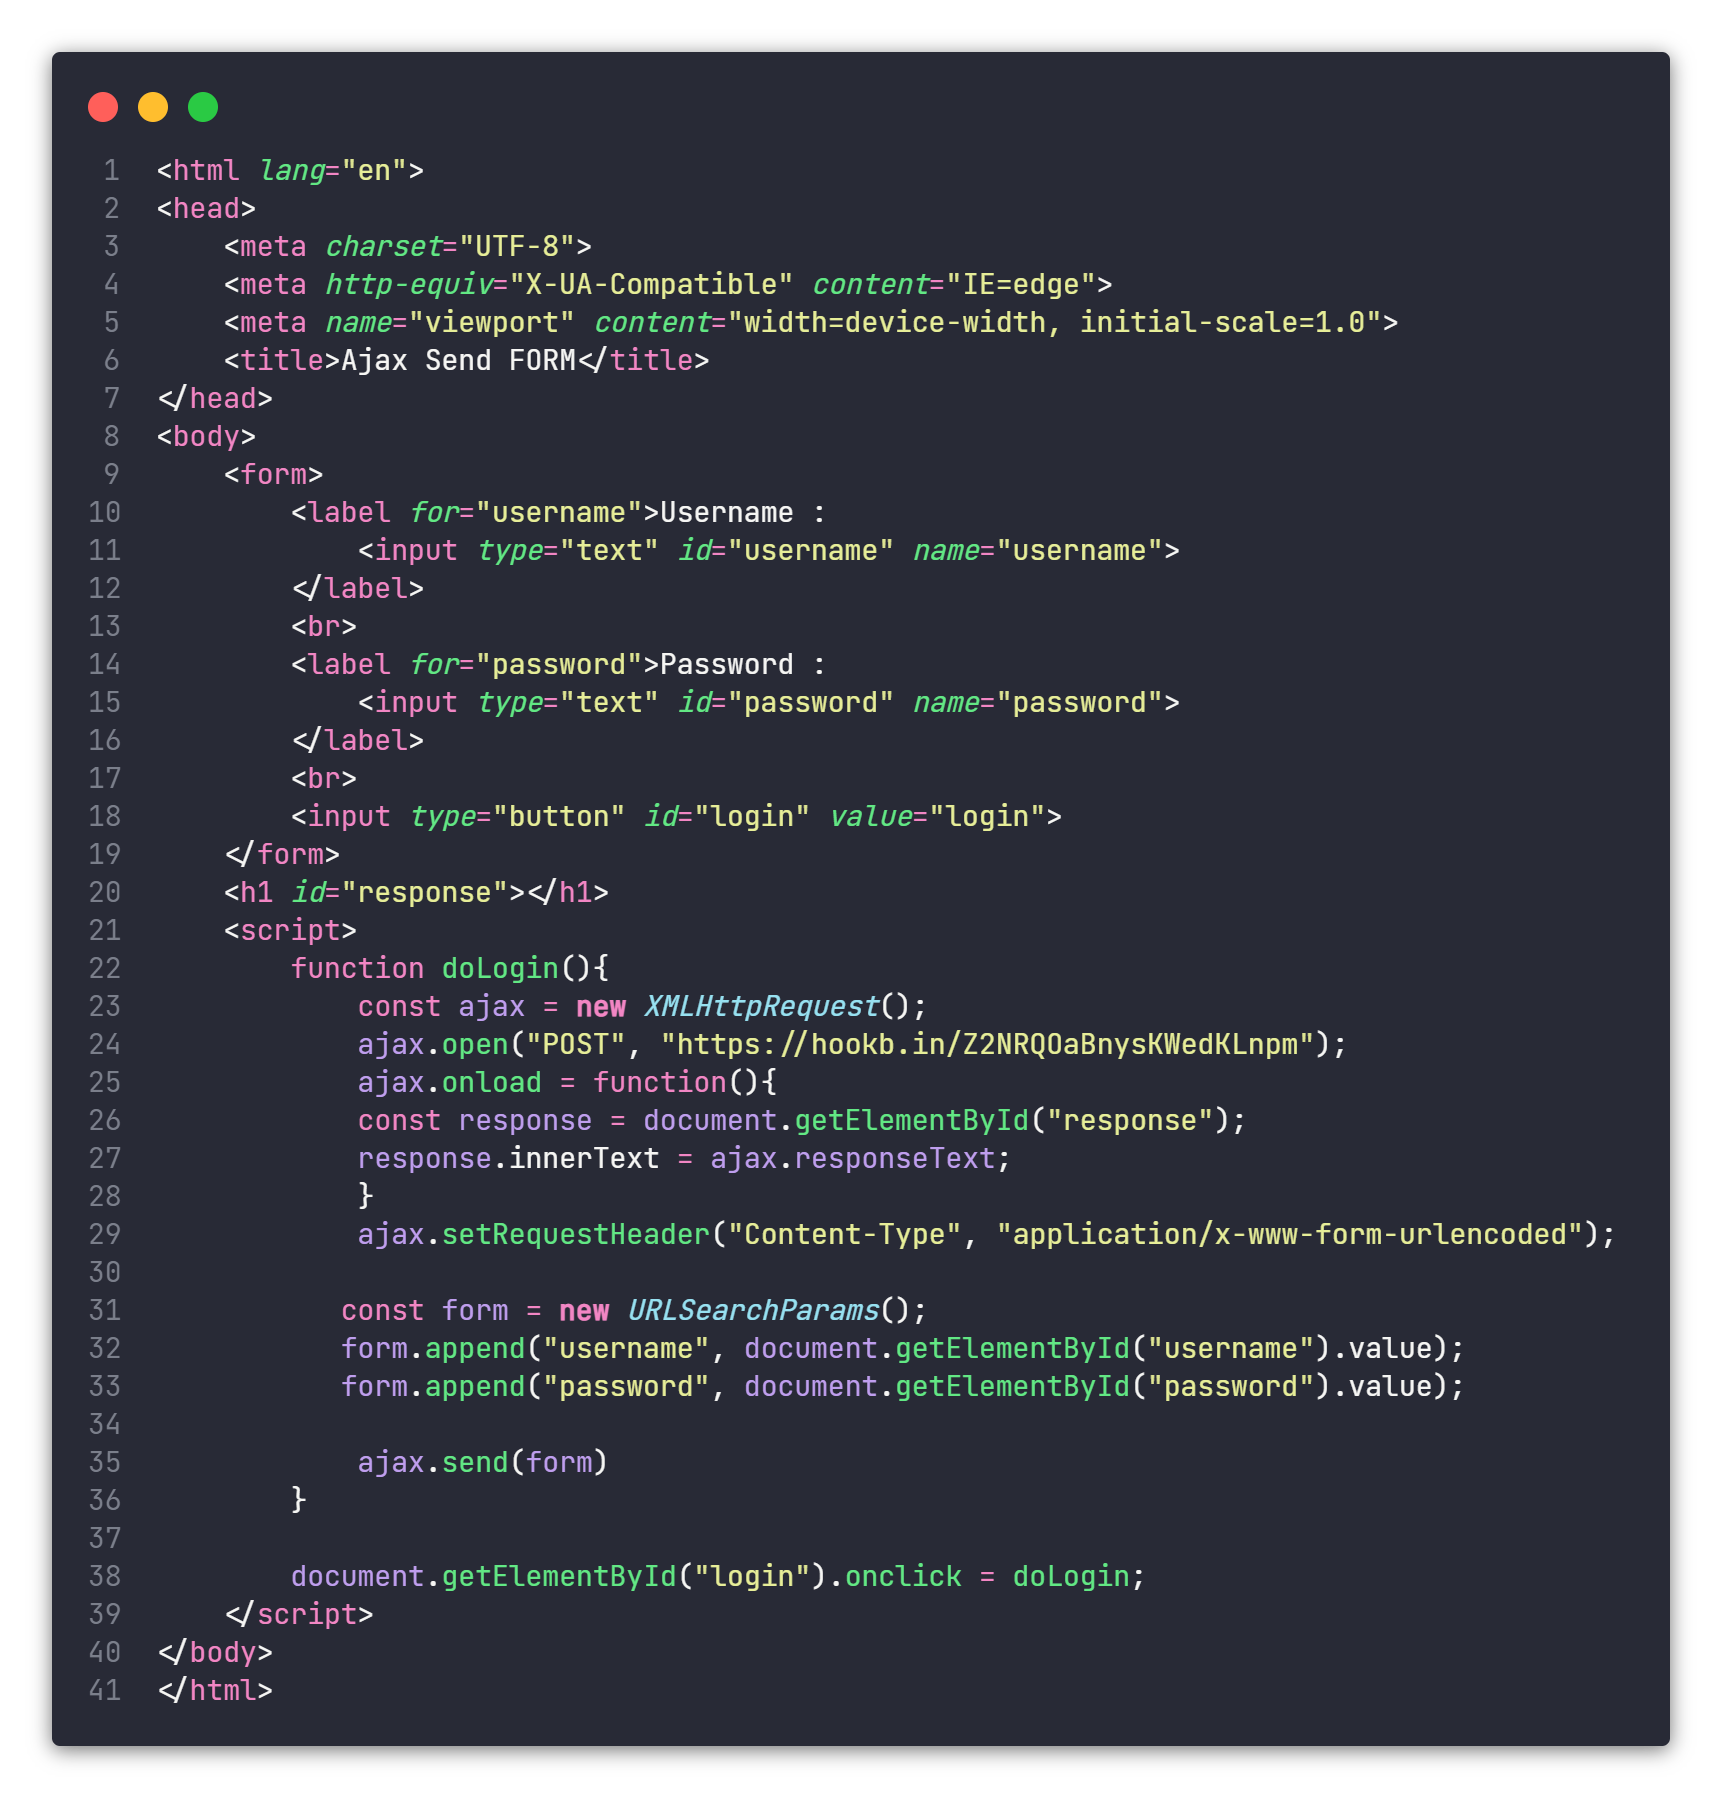 1 <html lang="en">
2 <head>
3     <meta charset="UTF-8">
4     <meta http-equiv="X-UA-Compatible" content="IE=edge">
5     <meta name="viewport" content="width=device-width, initial-scale=1.0">
6     <title>Ajax Send FORM</title>
7 </head>
8 <body>
9     <form>
10         <label for="username">Username :
11             <input type="text" id="username" name="username">
12         </label>
13         <br>
14         <label for="password">Password :
15             <input type="text" id="password" name="password">
16         </label>
17         <br>
18         <input type="button" id="login" value="login">
19     </form>
20     <h1 id="response"></h1>
21     <script>
22         function doLogin(){
23             const ajax = new XMLHttpRequest();
24             ajax.open("POST", "https://hookb.in/Z2NRQOaBnysKWedKLnpm");
25             ajax.onload = function(){
26             const response = document.getElementById("response");
27             response.innerText = ajax.responseText;
28             }
29             ajax.setRequestHeader("Content-Type", "application/x-www-form-urlencoded");
30
31            const form = new URLSearchParams();
32            form.append("username", document.getElementById("username").value);
33            form.append("password", document.getElementById("password").value);
34
35             ajax.send(form)
36         }
37
38         document.getElementById("login").onclick = doLogin;
39     </script>
40 </body>
41 </html>